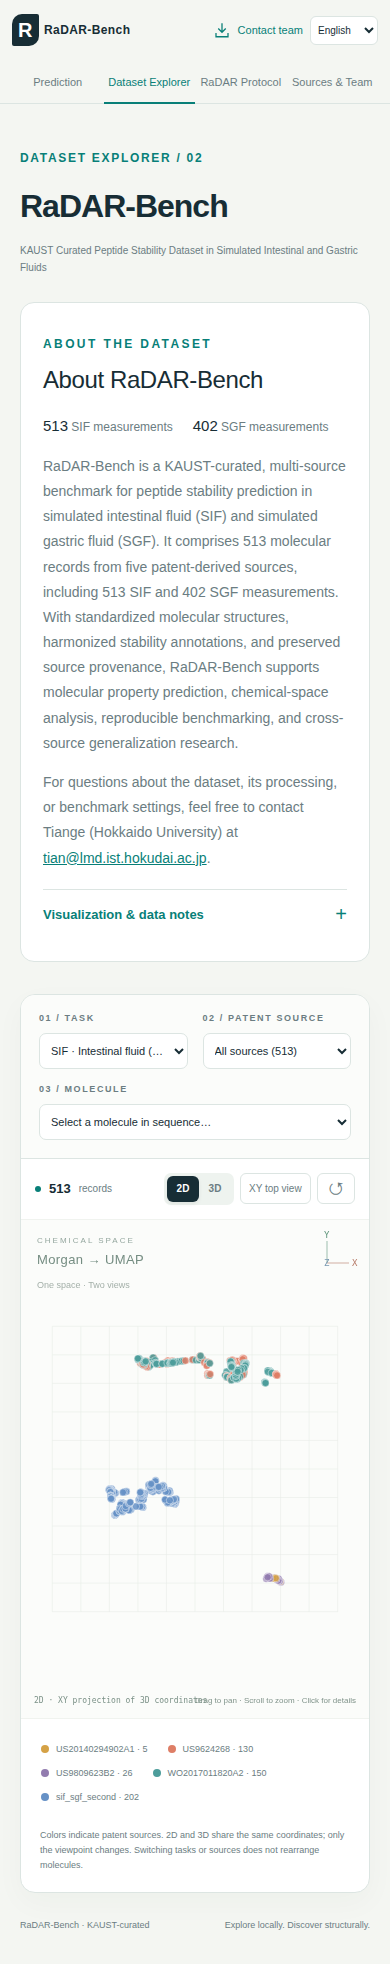 R RaDAR-Bench Contact team English
Prediction Dataset Explorer RaDAR Protocol Sources & Team
DATASET EXPLORER / 02
RaDAR-Bench
KAUST Curated Peptide Stability Dataset in Simulated Intestinal and Gastric
Fluids
ABOUT THE DATASET
About RaDAR-Bench
513 SIF measurements 402 SGF measurements
RaDAR-Bench is a KAUST-curated, multi-source
benchmark for peptide stability prediction in
simulated intestinal fluid (SIF) and simulated
gastric fluid (SGF). It comprises 513 molecular
records from five patent-derived sources,
including 513 SIF and 402 SGF measurements.
With standardized molecular structures,
harmonized stability annotations, and preserved
source provenance, RaDAR-Bench supports
molecular property prediction, chemical-space
analysis, reproducible benchmarking, and cross-
source generalization research.
For questions about the dataset, its processing,
or benchmark settings, feel free to contact
Tiange (Hokkaido University) at
tian@lmd.ist.hokudai.ac.jp.
Visualization & data notes +
01 / TASK 02 / PATENT SOURCE
SIF · Intestinal fluid (... All sources (513)
03 / MOLECULE
Select a molecule in sequence…
513 records 2D 3D XY top view
CHEMICAL SPACE
Morgan → UMAP
One space · Two views
Y
Z X
2D · XY projection of 3D coordinates Drag to pan · Scroll to zoom · Click for details
US20140294902A1 · 5 US9624268 · 130
US9809623B2 · 26 WO2017011820A2 · 150
sif_sgf_second · 202
Colors indicate patent sources. 2D and 3D share the same coordinates; only
the viewpoint changes. Switching tasks or sources does not rearrange
molecules.
RaDAR-Bench · KAUST-curated Explore locally. Discover structurally.